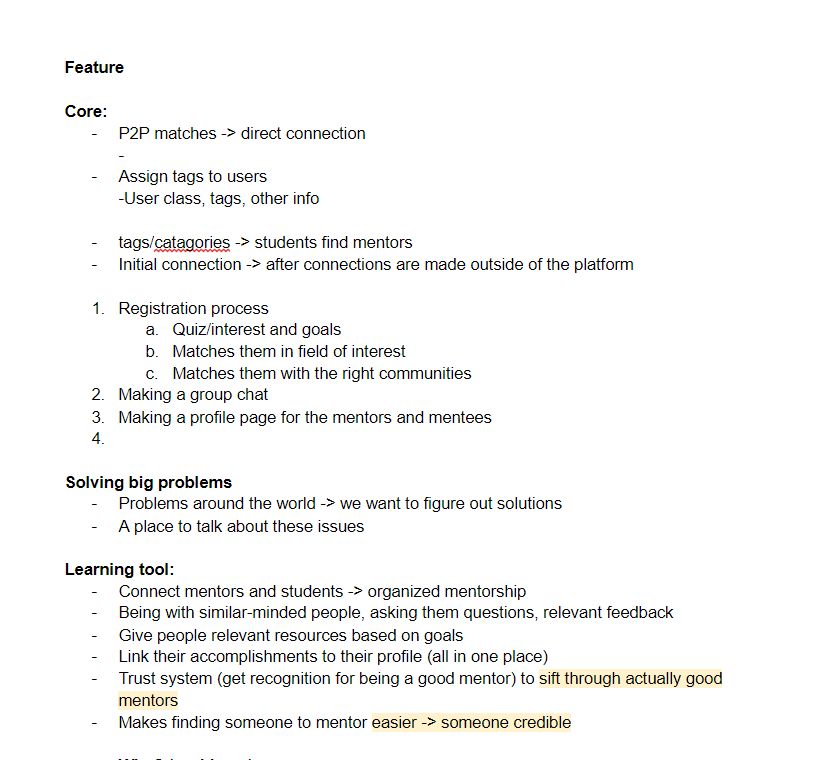 Feature
Core:
- P2P matches -> direct connection
-
- Assign tags to users
-User class, tags, other info
- tags/catagories -> students find mentors
- Initial connection -> after connections are made outside of the platform
1. Registration process
a. Quiz/interest and goals
b. Matches them in field of interest
c. Matches them with the right communities
2. Making a group chat
3. Making a profile page for the mentors and mentees
4.
Solving big problems
- Problems around the world -> we want to figure out solutions
- A place to talk about these issues
Learning tool:
- Connect mentors and students -> organized mentorship
- Being with similar-minded people, asking them questions, relevant feedback
- Give people relevant resources based on goals
- Link their accomplishments to their profile (all in one place)
- Trust system (get recognition for being a good mentor) to sift through actually good
mentors
- Makes finding someone to mentor easier -> someone credible